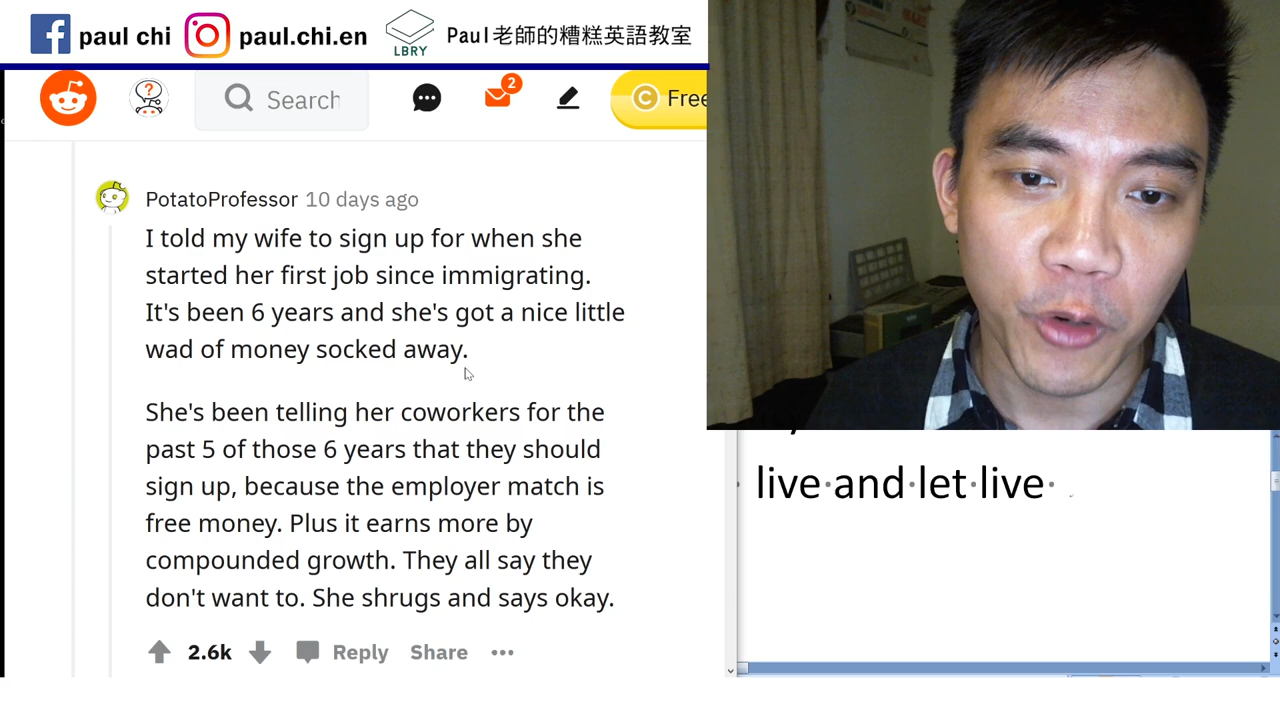 paul chi paul.chi.en LBRY Paul老師的糟糕英語教室
Search 2 Free
PotatoProfessor 10 days ago
I told my wife to sign up for when she
started her first job since immigrating.
It's been 6 years and she's got a nice little
wad of money socked away.
She's been telling her coworkers for the
past 5 of those 6 years that they should
sign up, because the employer match is
free money. Plus it earns more by
compounded growth. They all say they
don't want to. She shrugs and says okay.
2.6k Reply Share
live·and·let·live·